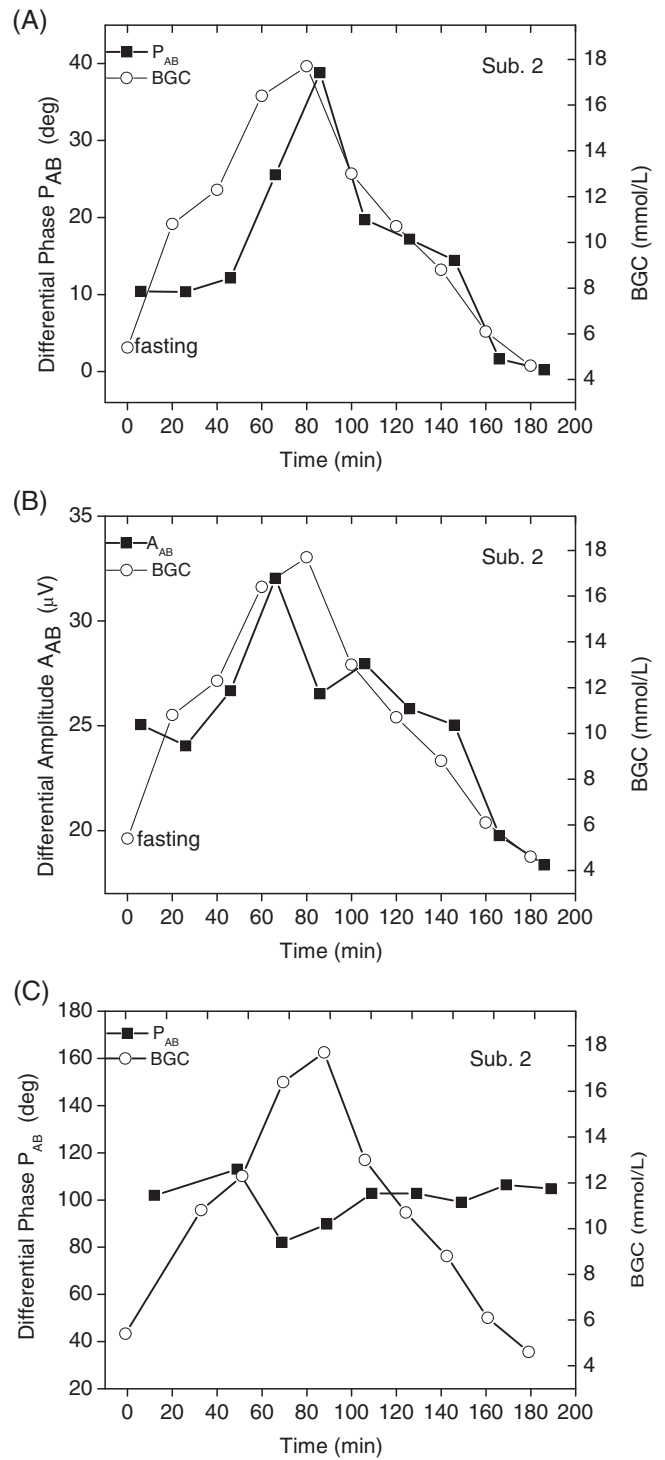 (A)
P_AB
BGC
Sub. 2
Differential Phase P_AB (deg)
40
30
20
10
0
18
16
14
12
10
8
6
4
BGC (mmol/L)
fasting
0 20 40 60 80 100 120 140 160 180 200
Time (min)
(B)
A_AB
BGC
Sub. 2
Differential Amplitude A_AB (μV)
35
30
25
20
18
16
14
12
10
8
6
4
BGC (mmol/L)
fasting
0 20 40 60 80 100 120 140 160 180 200
Time (min)
(C)
P_AB
BGC
Sub. 2
Differential Phase P_AB (deg)
180
160
140
120
100
80
60
40
20
18
16
14
12
10
8
6
4
BGC (mmol/L)
0 20 40 60 80 100 120 140 160 180 200
Time (min)